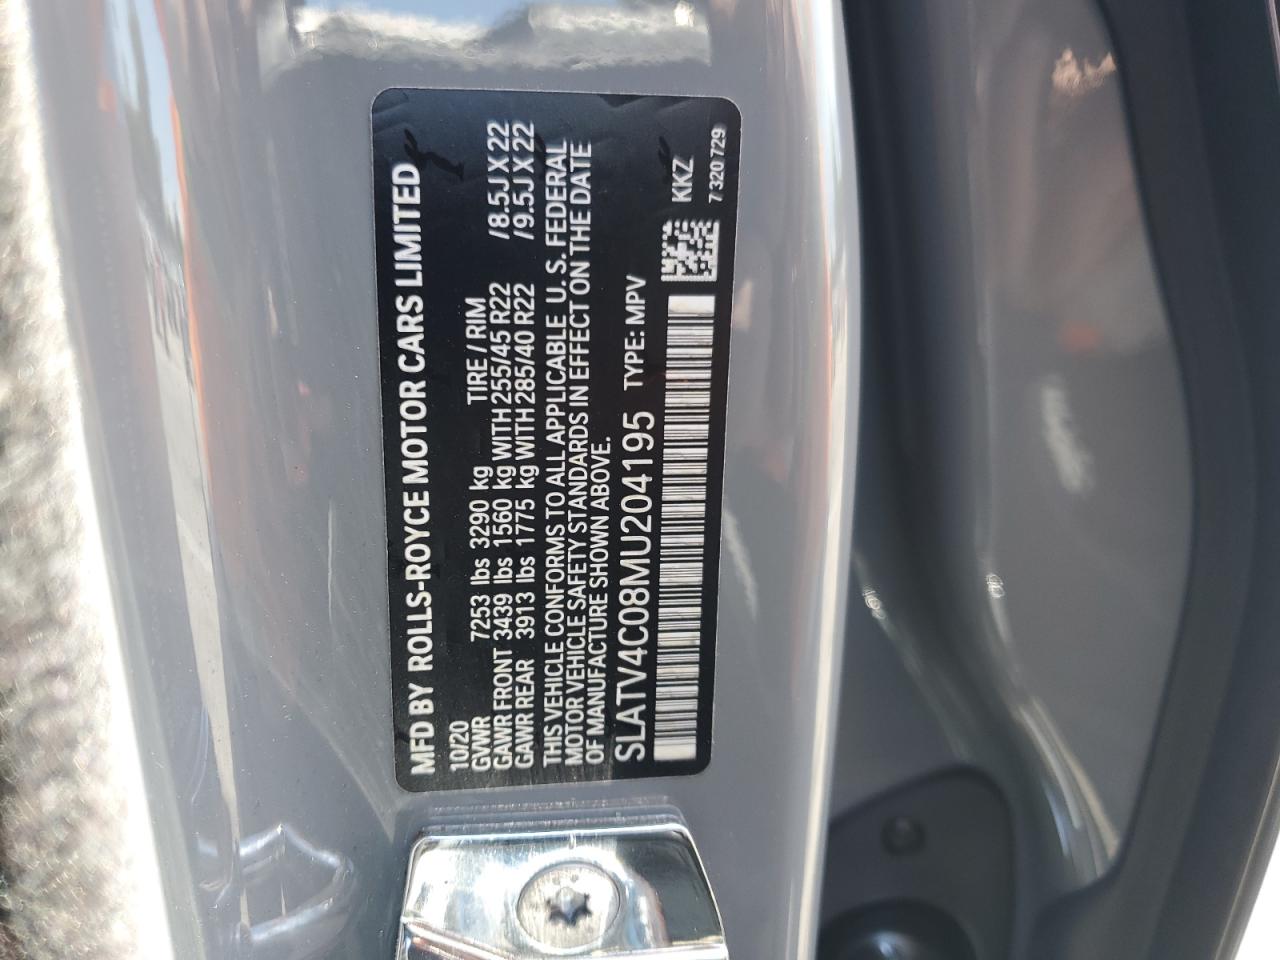 MFD BY ROLLS-ROYCE MOTOR CARS LIMITED
10/20
GVWR 7253 lbs 3290 kg TIRE / RIM
GAWR FRONT 3439 lbs 1560 kg WITH 255/45 R22 /8.5J X 22
GAWR REAR 3913 lbs 1775 kg WITH 285/40 R22 /9.5J X 22
THIS VEHICLE CONFORMS TO ALL APPLICABLE U. S. FEDERAL
MOTOR VEHICLE SAFETY STANDARDS IN EFFECT ON THE DATE
OF MANUFACTURE SHOWN ABOVE.
SLATV4C08MU204195 TYPE: MPV
KKZ
7 320 729